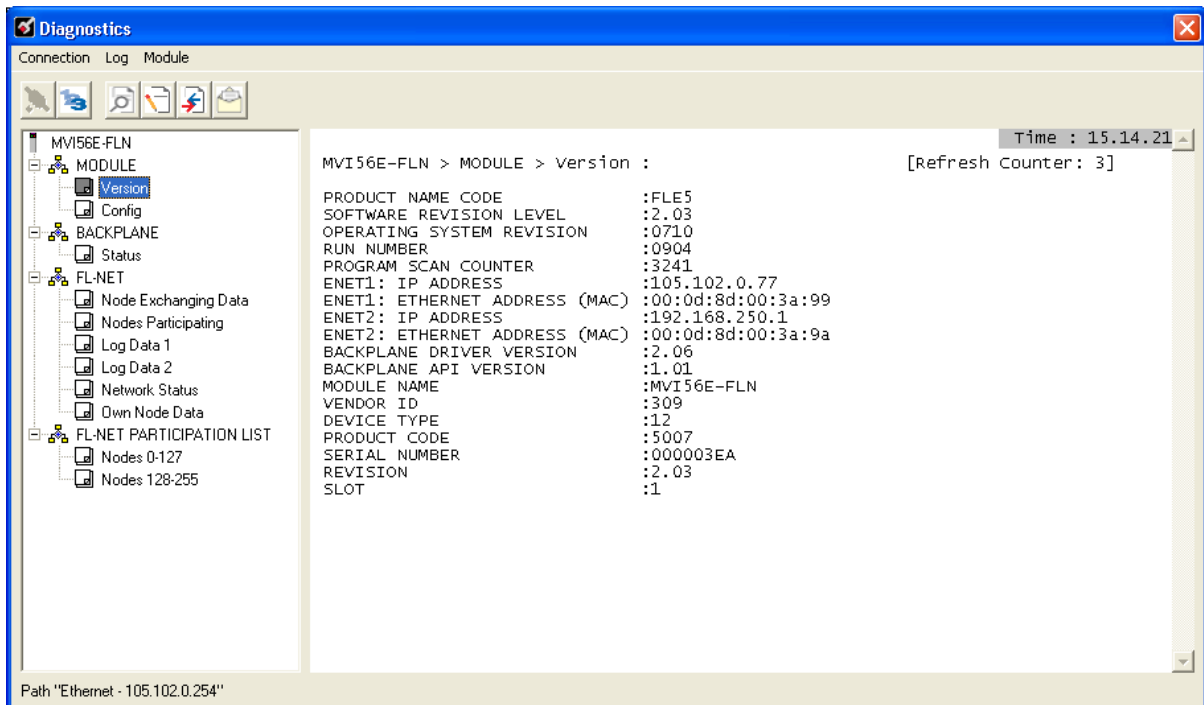 Diagnostics
Connection Log Module
MVI56E-FLN
MODULE
Version
Config
BACKPLANE
Status
FL-NET
Node Exchanging Data
Nodes Participating
Log Data 1
Log Data 2
Network Status
Own Node Data
FL-NET PARTICIPATION LIST
Nodes 0-127
Nodes 128-255
Time : 15.14.21
MVI56E-FLN > MODULE > Version : [Refresh Counter: 3]
PRODUCT NAME CODE :FLE5
SOFTWARE REVISION LEVEL :2.03
OPERATING SYSTEM REVISION :0710
RUN NUMBER :0904
PROGRAM SCAN COUNTER :3241
ENET1: IP ADDRESS :105.102.0.77
ENET1: ETHERNET ADDRESS (MAC) :00:0d:8d:00:3a:99
ENET2: IP ADDRESS :192.168.250.1
ENET2: ETHERNET ADDRESS (MAC) :00:0d:8d:00:3a:9a
BACKPLANE DRIVER VERSION :2.06
BACKPLANE API VERSION :1.01
MODULE NAME :MVI56E-FLN
VENDOR ID :309
DEVICE TYPE :12
PRODUCT CODE :5007
SERIAL NUMBER :000003EA
REVISION :2.03
SLOT :1
Path "Ethernet - 105.102.0.254"